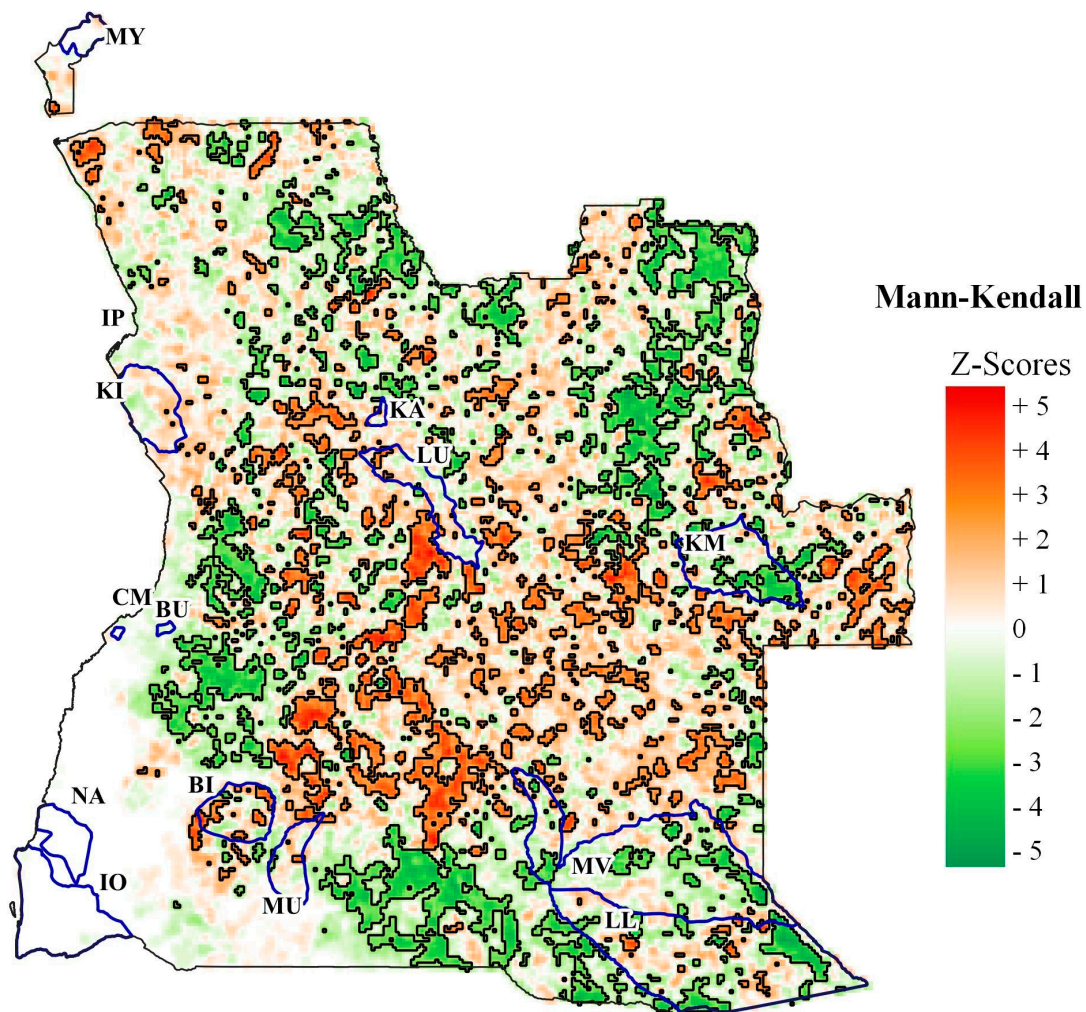 MY
IP
KI
KA
LU
KM
CM
BU
BI
NA
IO
MU
MV
LL
Mann-Kendall
Z-Scores
+ 5
+ 4
+ 3
+ 2
+ 1
0
- 1
- 2
- 3
- 4
- 5